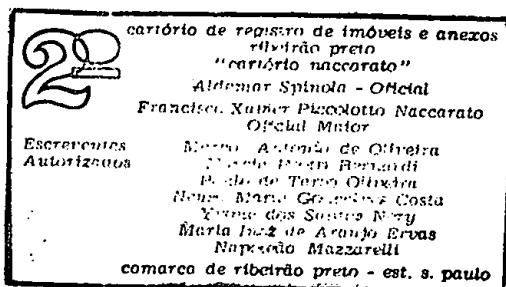 2º
cartório de registro de imóveis e anexos
ribeirão preto
"cartório naccarato"
Aldemar Spinola - Oficial
Francisco Xavier Piccolotto Naccarato
Oficial Maior
Escreventes
Autorizados
Antonio de Oliveira
Bernardi
de Oliveira
Maria Costa
dos Santos Nery
Maria Inez de Araujo Ervas
Mazzarelli
comarca de ribeirão preto - est. s. paulo